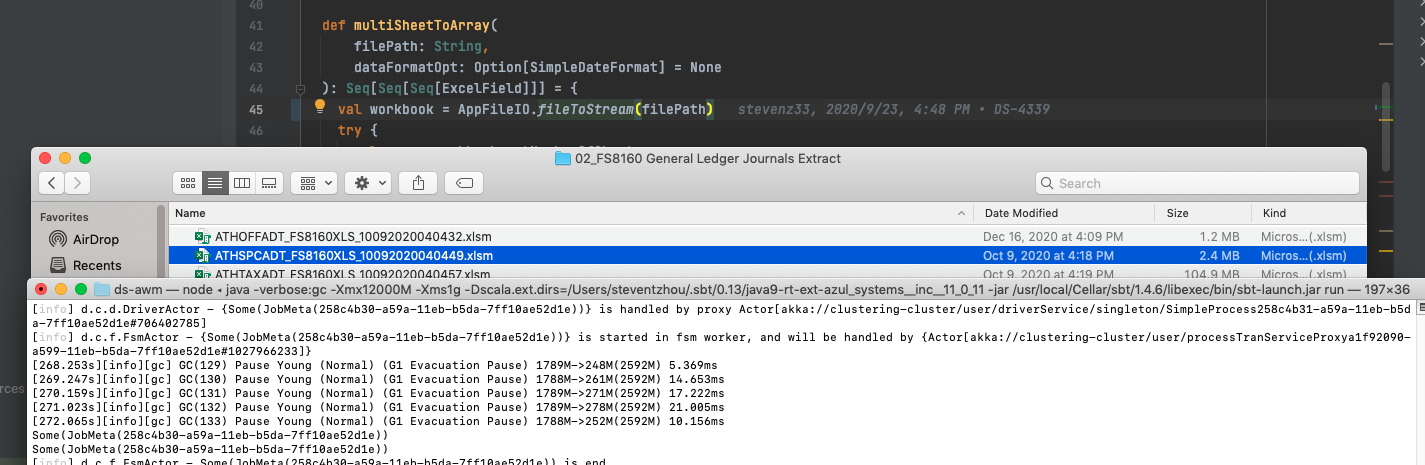 40
41 def multiSheetToArray(
42 filePath: String,
43 dataFormatOpt: Option[SimpleDateFormat] = None
44 ): Seq[Seq[Seq[ExcelField]]] = {
45 val workbook = AppFileIO.fileToStream(filePath) stevenz33, 2020/9/23, 4:48 PM • DS-4339
46 try {
02_FS8160 General Ledger Journals Extract
Search
Favorites
AirDrop
Recents
Name Date Modified Size Kind
ATHOFFADT_FS8160XLS_10092020040432.xlsm Dec 16, 2020 at 4:09 PM 1.2 MB Micros...(.xlsm)
ATHSPCADT_FS8160XLS_10092020040449.xlsm Oct 9, 2020 at 4:18 PM 2.4 MB Micros...(.xlsm)
ATHTAXADT_FS8160XLS_10092020040457.xlsm Oct 9, 2020 at 4:19 PM 104.9 MB Micros...(.xlsm)
ds-awm — node ◂ java -verbose:gc -Xmx12000M -Xms1g -Dscala.ext.dirs=/Users/steventzhou/.sbt/0.13/java9-rt-ext-azul_systems__inc__11_0_11 -jar /usr/local/Cellar/sbt/1.4.6/libexec/bin/sbt-launch.jar run — 197×36
[info] d.c.d.DriverActor - {Some(JobMeta(258c4b30-a59a-11eb-b5da-7ff10ae52d1e))} is handled by proxy Actor[akka://clustering-cluster/user/driverService/singleton/SimpleProcess258c4b31-a59a-11eb-b5d
a-7ff10ae52d1e#706402785]
[info] d.c.f.FsmActor - {Some(JobMeta(258c4b30-a59a-11eb-b5da-7ff10ae52d1e))} is started in fsm worker, and will be handled by {Actor[akka://clustering-cluster/user/processTranServiceProxya1f92090-
a599-11eb-b5da-7ff10ae52d1e#1027966233]}
[268.253s][info][gc] GC(129) Pause Young (Normal) (G1 Evacuation Pause) 1789M->248M(2592M) 5.369ms
[269.247s][info][gc] GC(130) Pause Young (Normal) (G1 Evacuation Pause) 1788M->261M(2592M) 14.653ms
[270.159s][info][gc] GC(131) Pause Young (Normal) (G1 Evacuation Pause) 1789M->271M(2592M) 17.222ms
[271.023s][info][gc] GC(132) Pause Young (Normal) (G1 Evacuation Pause) 1789M->278M(2592M) 21.005ms
[272.065s][info][gc] GC(133) Pause Young (Normal) (G1 Evacuation Pause) 1788M->252M(2592M) 10.156ms
Some(JobMeta(258c4b30-a59a-11eb-b5da-7ff10ae52d1e))
Some(JobMeta(258c4b30-a59a-11eb-b5da-7ff10ae52d1e))
[info] d.c.f.FsmActor - Some(JobMeta(258c4b30-a59a-11eb-b5da-7ff10ae52d1e)) is end